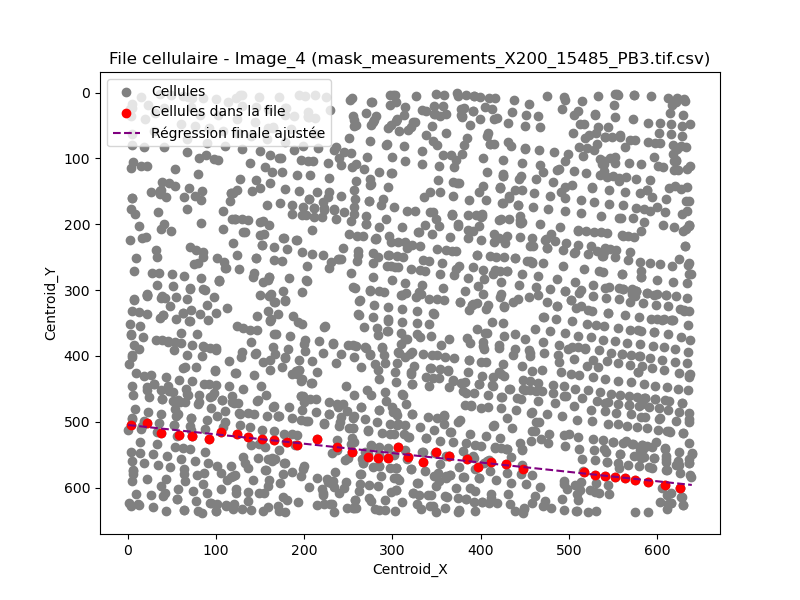 File cellulaire - Image_4 (mask_measurements_X200_15485_PB3.tif.csv)
Cellules
Cellules dans la file
Régression finale ajustée
Centroid_Y
0
100
200
300
400
500
600
0 100 200 300 400 500 600
Centroid_X